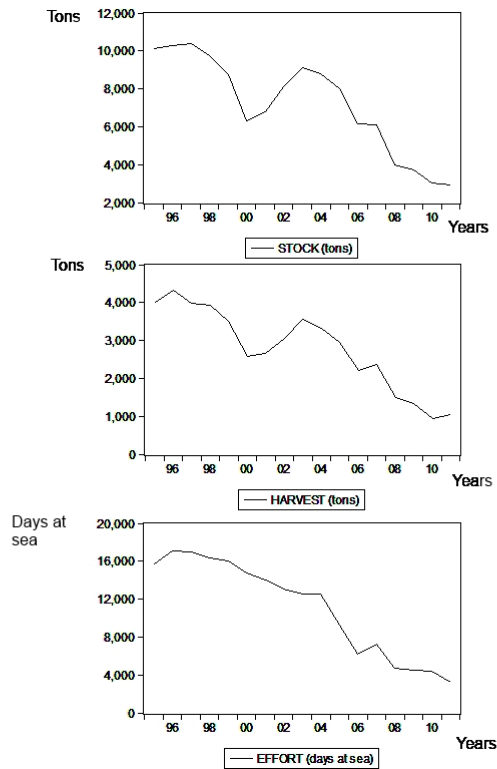 Tons
12,000
10,000
8,000
6,000
4,000
2,000
96 98 00 02 04 06 08 10
Years
STOCK (tons)
Tons
5,000
4,000
3,000
2,000
1,000
0
96 98 00 02 04 06 08 10
Years
HARVEST (tons)
Days at
sea
20,000
16,000
12,000
8,000
4,000
0
96 98 00 02 04 06 08 10
Years
EFFORT (days at sea)